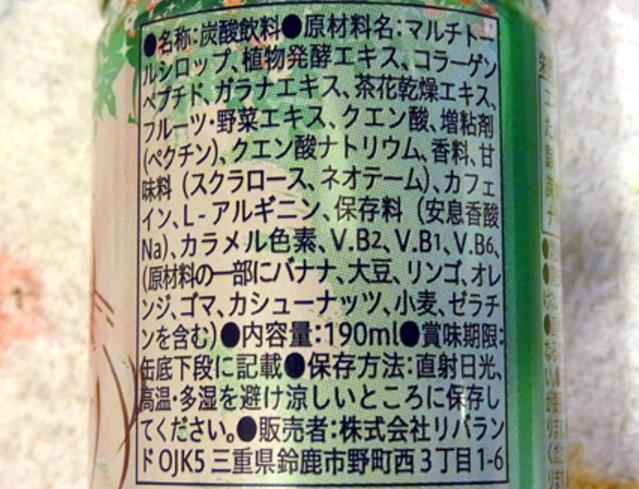 ●名称:炭酸飲料●原材料名:マルチトー
ルシロップ、植物発酵エキス、コラーゲン
ペプチド、ガラナエキス、茶花乾燥エキス、
フルーツ・野菜エキス、クエン酸、増粘剤
(ペクチン)、クエン酸ナトリウム、香料、甘
味料(スクラロース、ネオテーム)、カフェ
イン、L-アルギニン、保存料(安息香酸
Na)、カラメル色素、V.B2、V.B1、V.B6、
(原材料の一部にバナナ、大豆、リンゴ、オレ
ンジ、ゴマ、カシューナッツ、小麦、ゼラチ
ンを含む)●内容量:190ml●賞味期限:
缶底下段に記載●保存方法:直射日光、
高温・多湿を避け涼しいところに保存し
てください。●販売者:株式会社リバラン
ド OJK5 三重県鈴鹿市野町西3丁目1-6